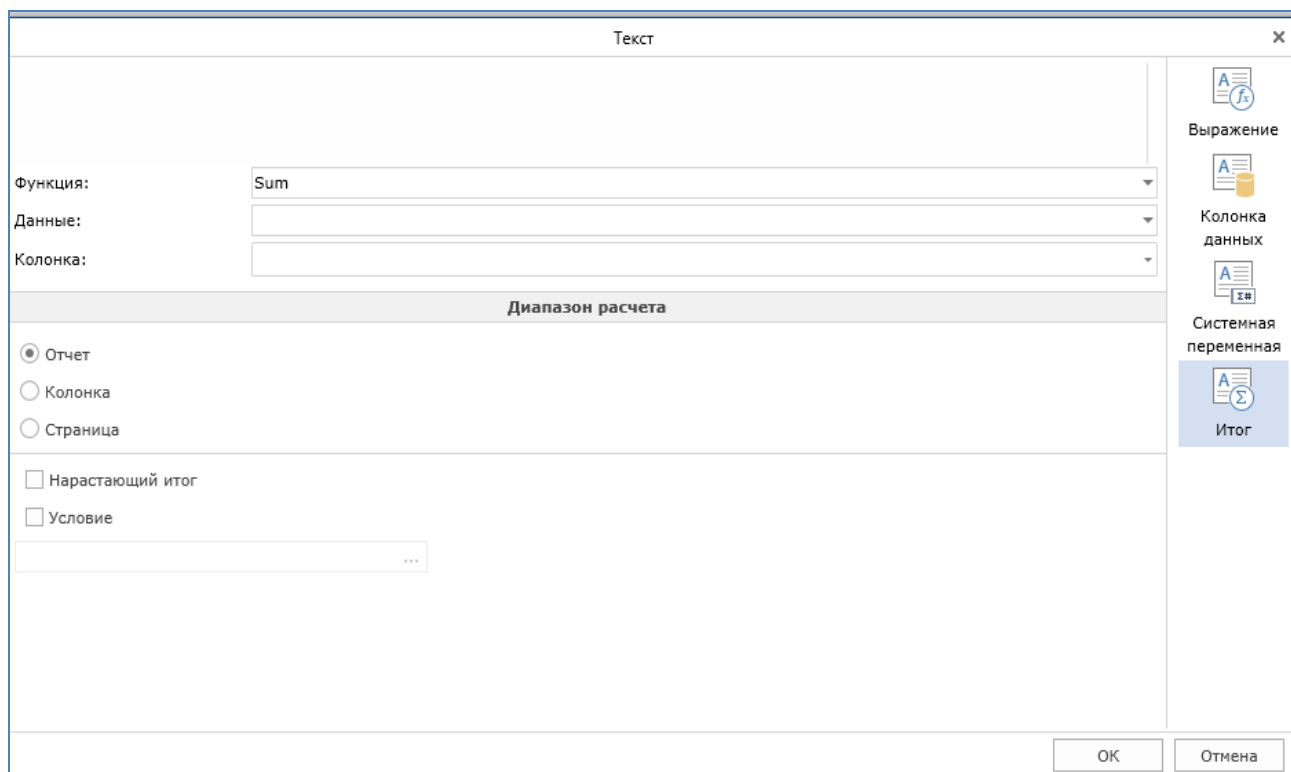 Текст
Выражение
Функция:
Sum
Данные:
Колонка
данных
Колонка:
Диапазон расчета
Системная
переменная
Отчет
Колонка
Страница
Итог
Нарастающий итог
Условие
...
ОК
Отмена